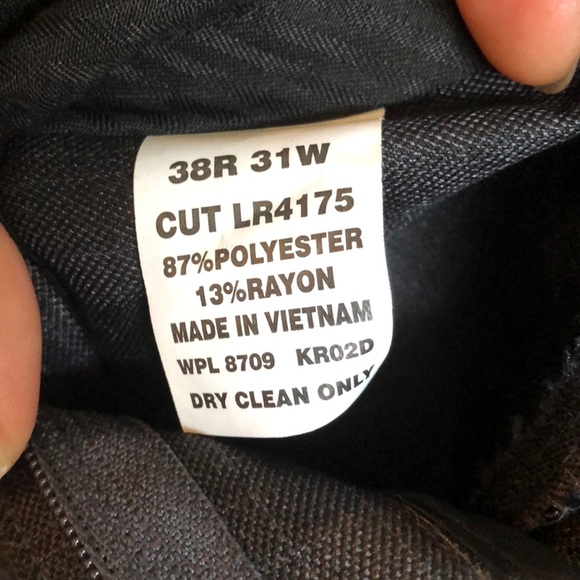 38R 31W
CUT LR4175
87%POLYESTER
13%RAYON
MADE IN VIETNAM
WPL 8709 KR02D
DRY CLEAN ONLY